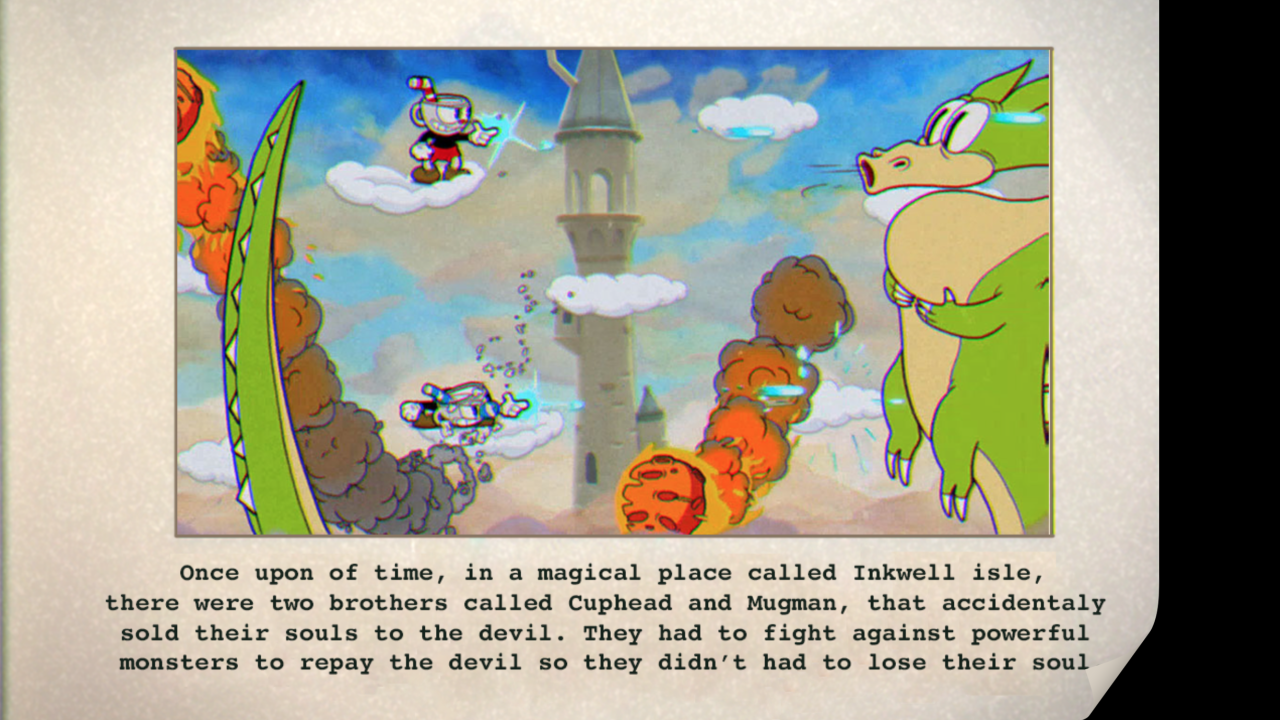 Once upon of time, in a magical place called Inkwell isle,
there were two brothers called Cuphead and Mugman, that accidentaly
sold their souls to the devil. They had to fight against powerful
monsters to repay the devil so they didn’t had to lose their soul